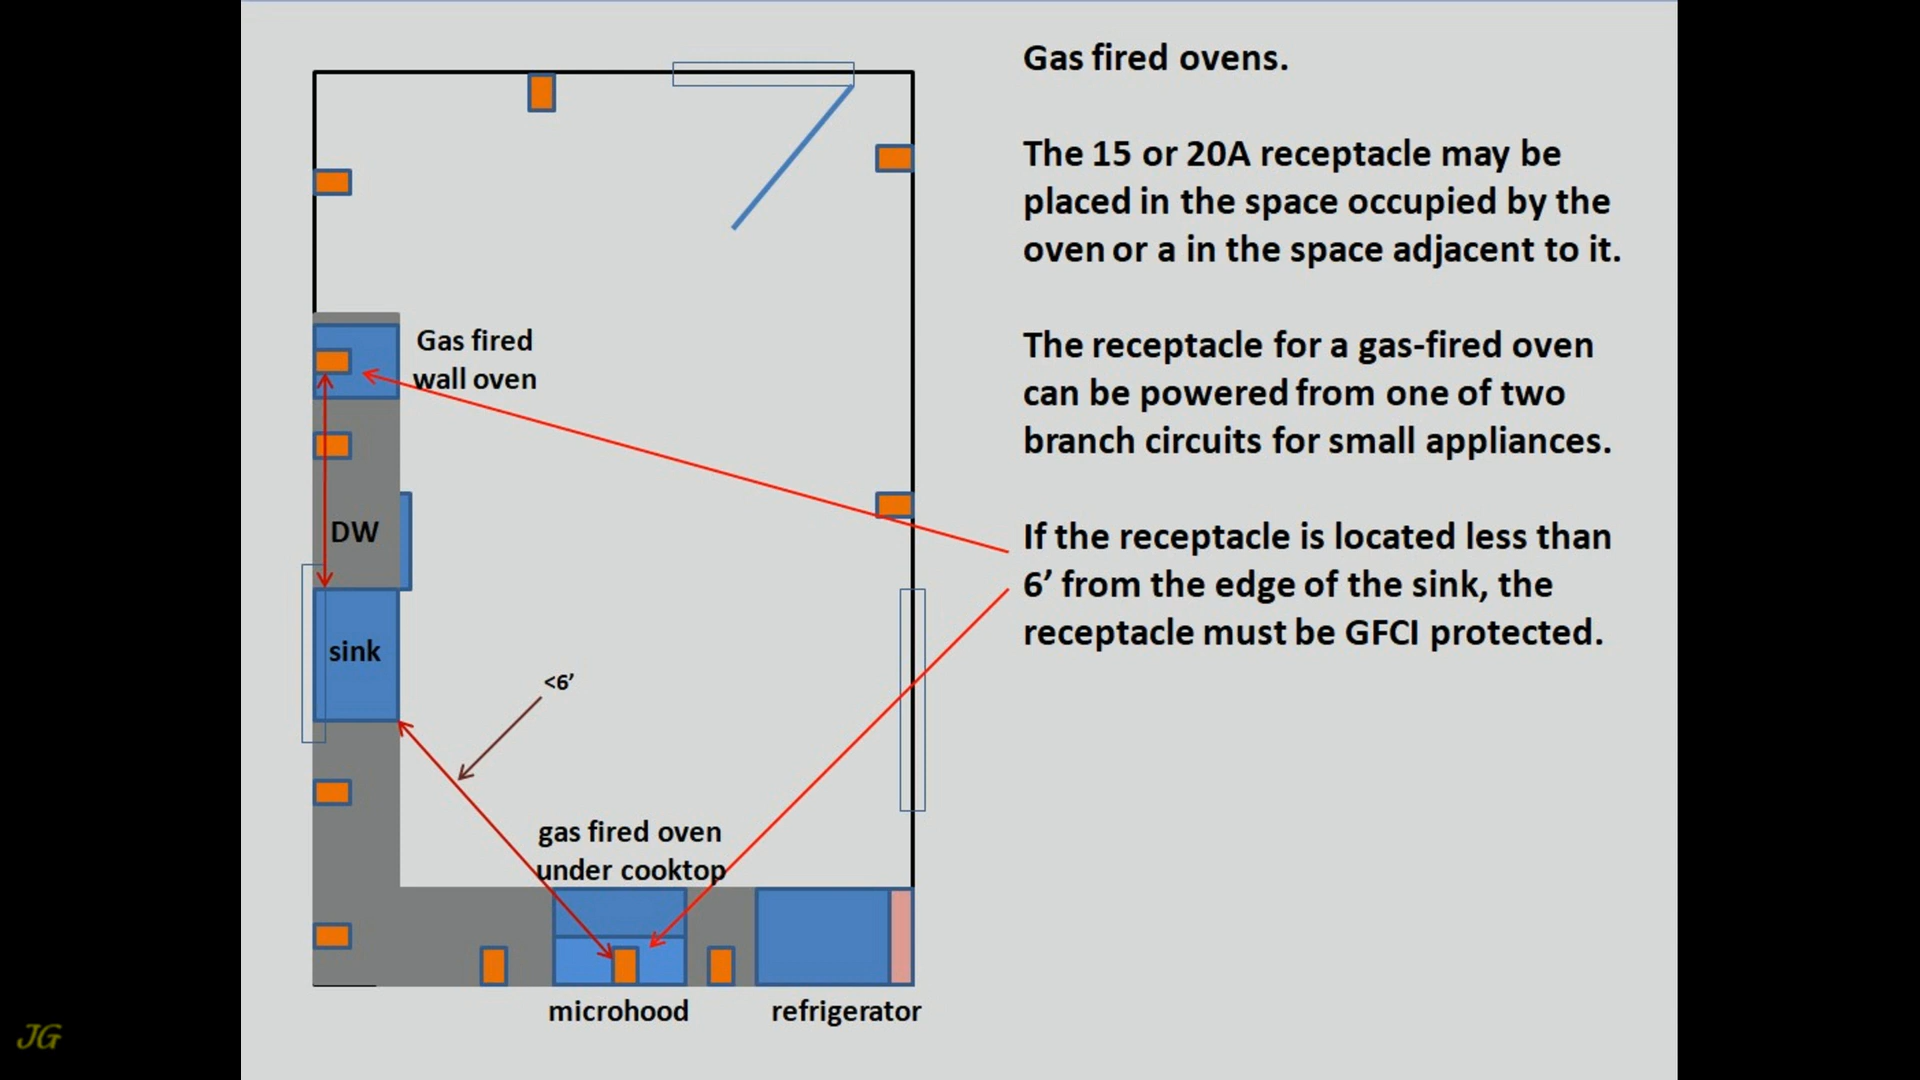 Gas fired ovens.
The 15 or 20A receptacle may be
placed in the space occupied by the
oven or a in the space adjacent to it.
The receptacle for a gas-fired oven
can be powered from one of two
branch circuits for small appliances.
If the receptacle is located less than
6’ from the edge of the sink, the
receptacle must be GFCI protected.
Gas fired
wall oven
DW
sink
<6’
gas fired oven
under cooktop
microhood
refrigerator
JG